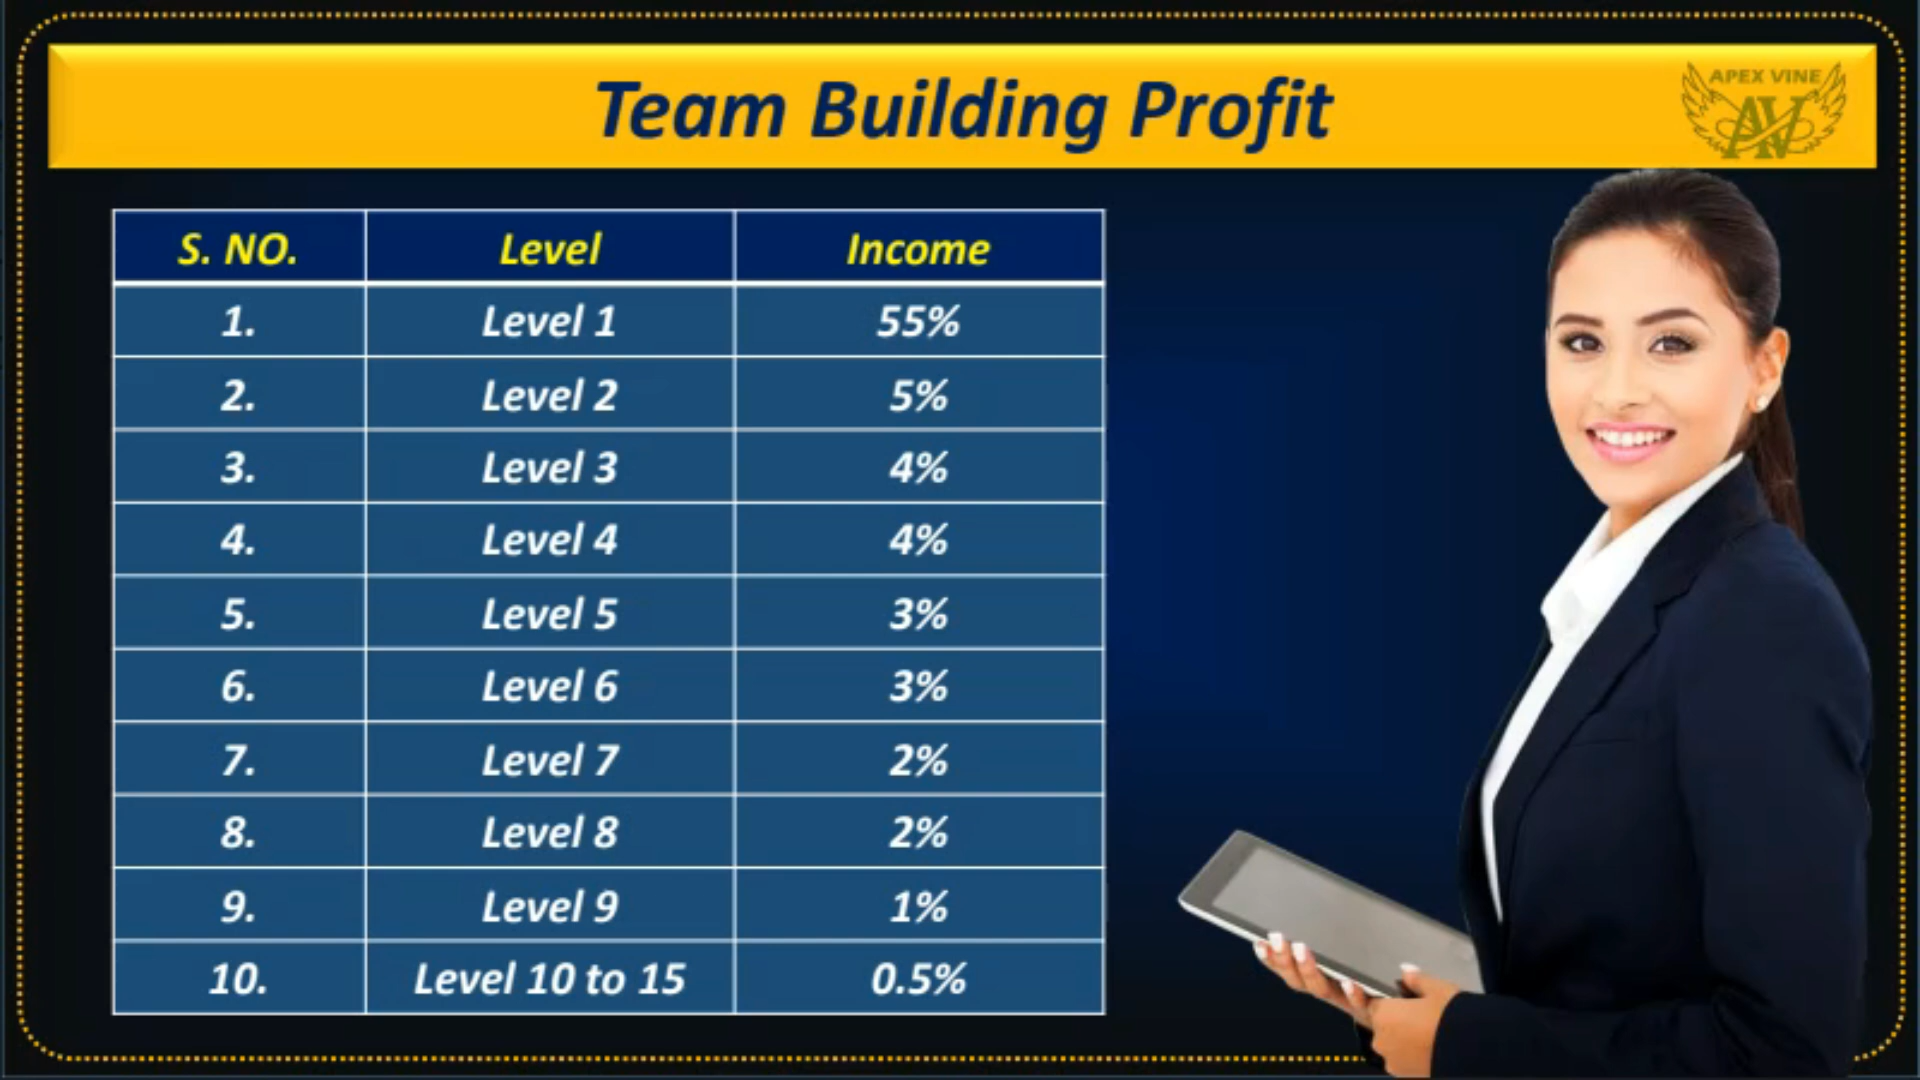 Team Building Profit
APEX VINE
AV
S. NO. Level Income
1. Level 1 55%
2. Level 2 5%
3. Level 3 4%
4. Level 4 4%
5. Level 5 3%
6. Level 6 3%
7. Level 7 2%
8. Level 8 2%
9. Level 9 1%
10. Level 10 to 15 0.5%